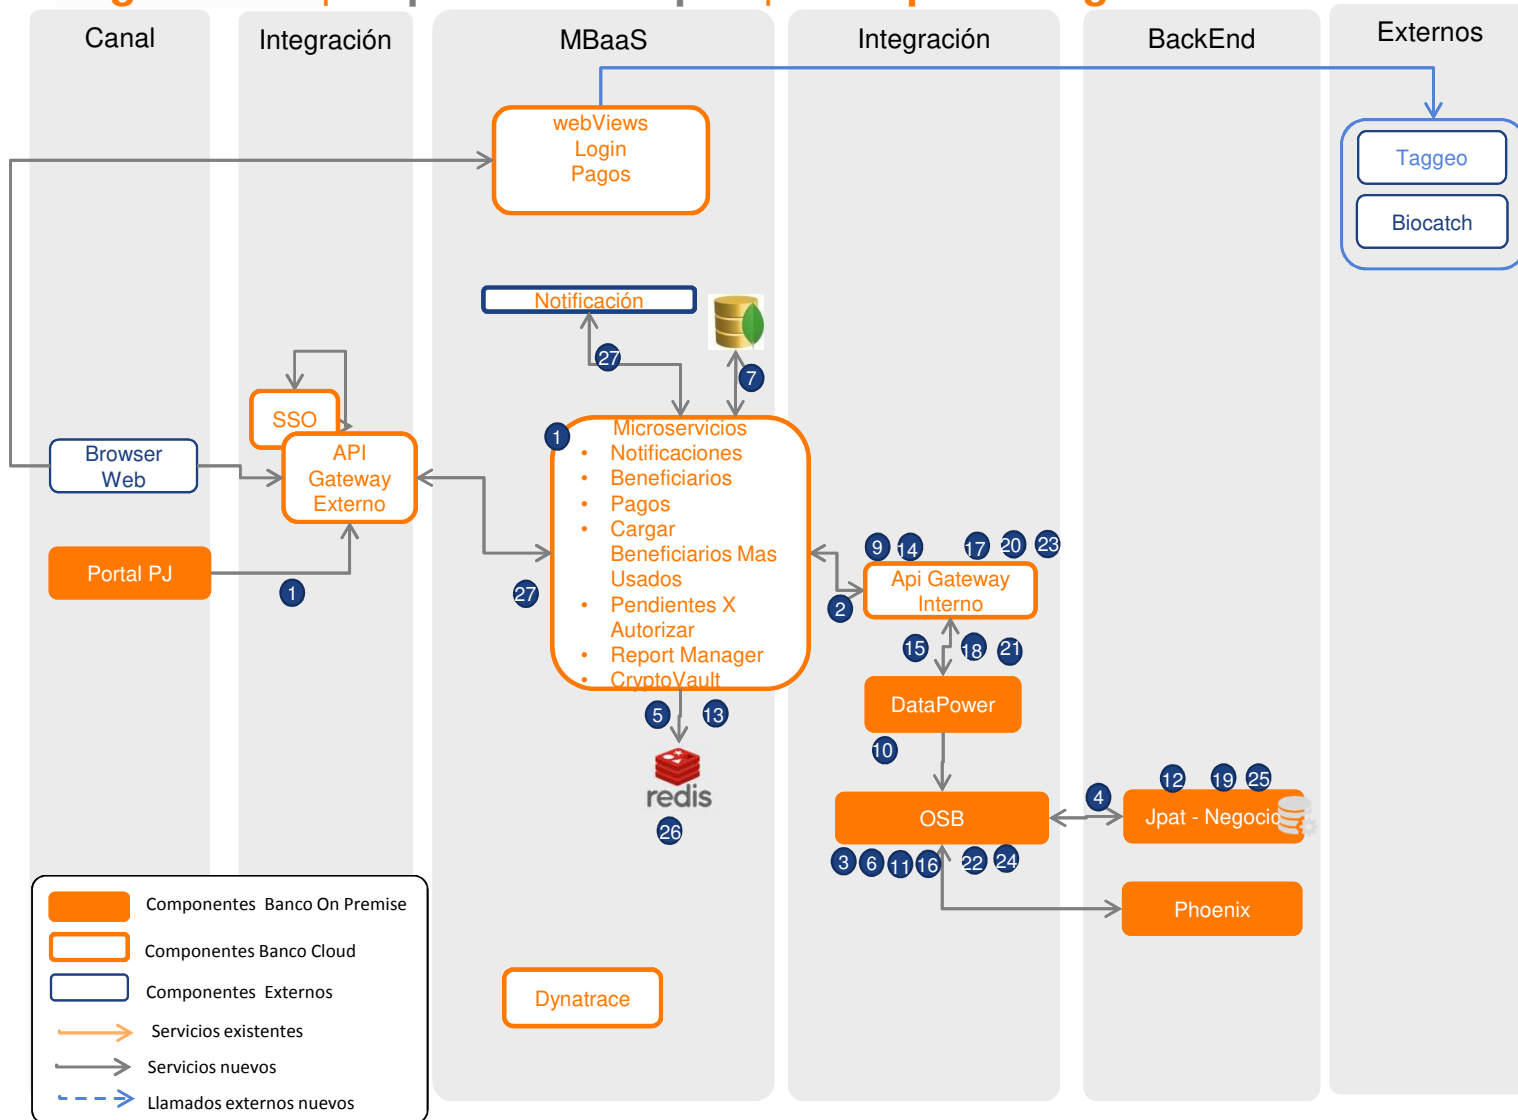 Canal
Integración
MBaaS
Integración
BackEnd
Externos
webViews
Login
Pagos
Taggeo
Biocatch
Notificación
27
7
SSO
API
Gateway
Externo
Browser
Web
Portal PJ
1
1
Microservicios
• Notificaciones
• Beneficiarios
• Pagos
• Cargar
Beneficiarios Mas
Usados
• Pendientes X
Autorizar
• Report Manager
• CryptoVault
27
9
14
17
20
23
Api Gateway
Interno
2
15
18
21
DataPower
10
5
13
redis
26
OSB
3
6
11
16
22
24
4
12
19
25
Jpat - Negocio
Phoenix
Dynatrace
Componentes Banco On Premise
Componentes Banco Cloud
Componentes Externos
Servicios existentes
Servicios nuevos
Llamados externos nuevos